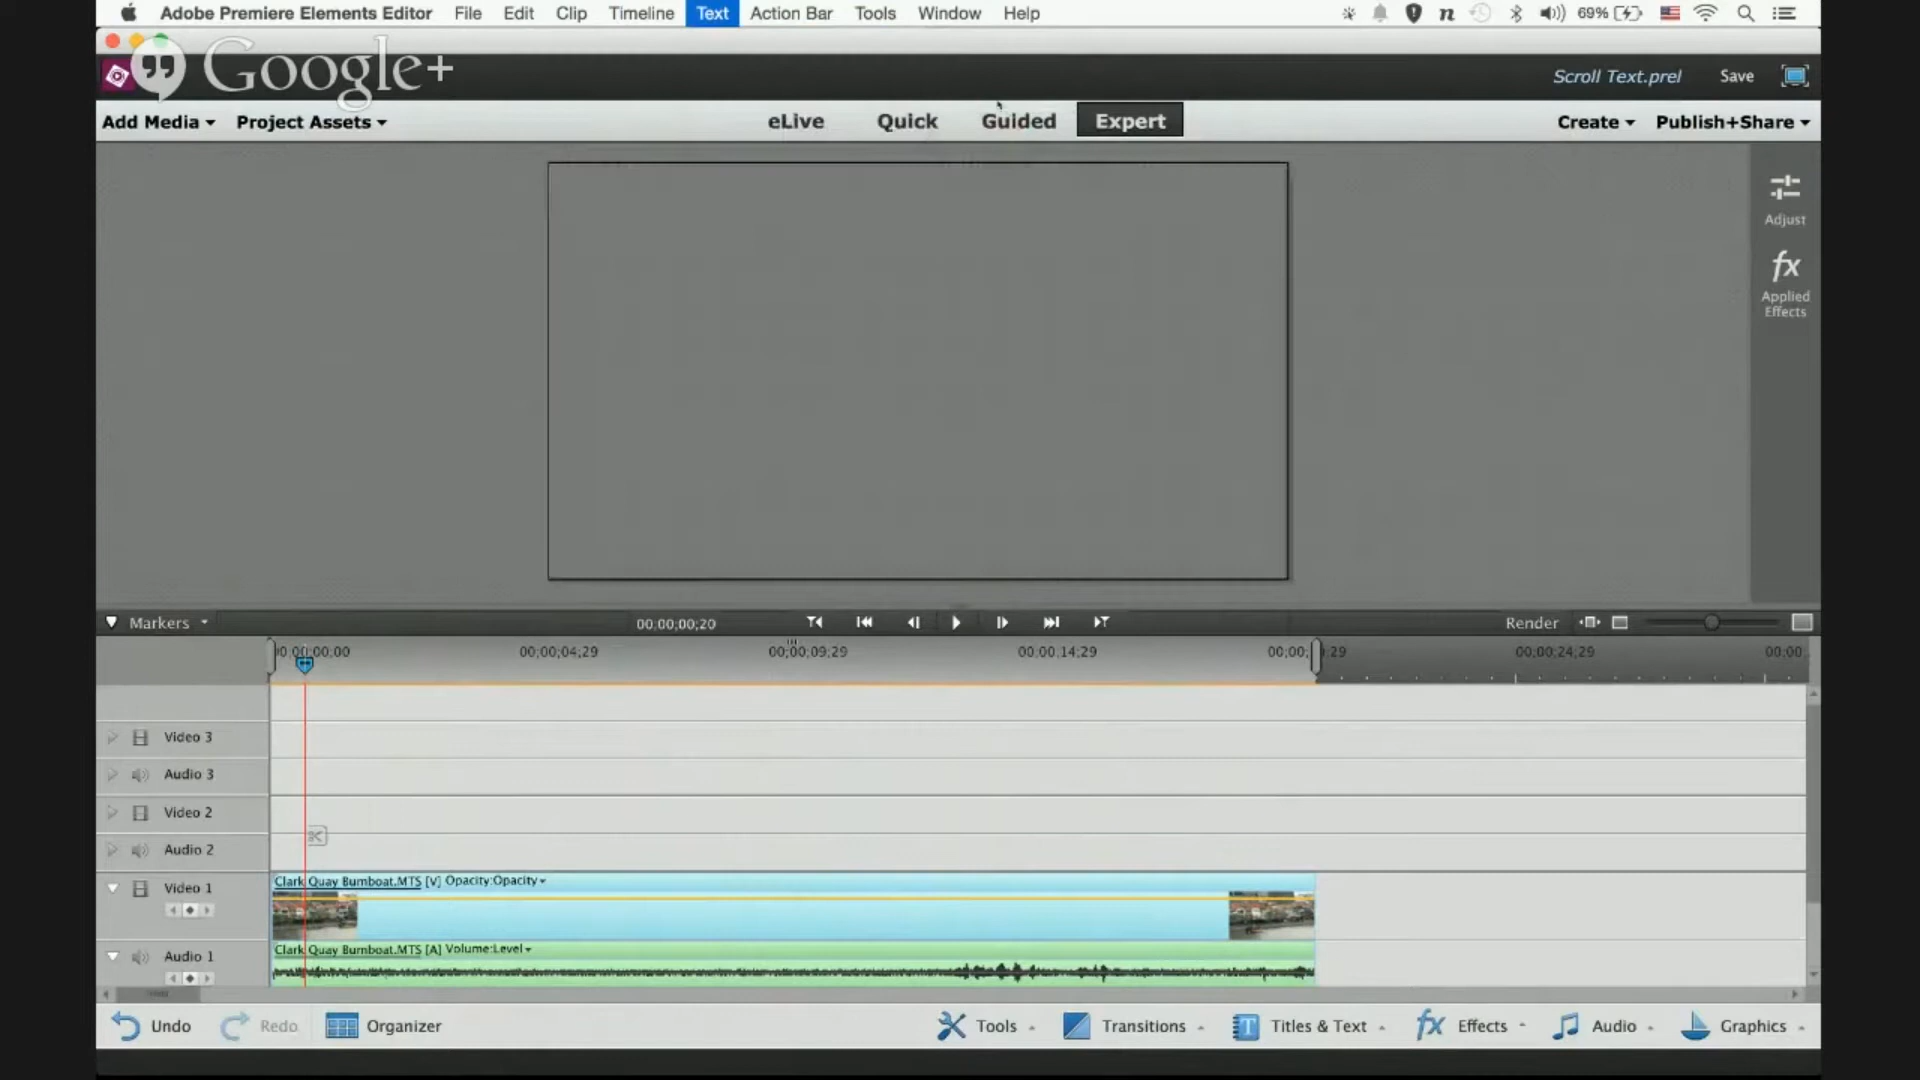 Adobe Premiere Elements Editor File Edit Clip Timeline Text Action Bar Tools Window Help 69%
Google+ Scroll Text.prel Save
Add Media Project Assets eLive Quick Guided Expert Create Publish+Share
Adjust
fx
Applied
Effects
Markers 00;00;00;20 Render
00;00;04;29 00;00;09;29 00;00;14;29 00;00;24;29 00;00
Video 3
Audio 3
Video 2
Audio 2
Clark Quay Bumboat.MTS [V] Opacity:Opacity
Video 1
Clark Quay Bumboat.MTS [A] Volume:Level
Audio 1
Undo Redo Organizer Tools T Transitions Titles & Text fx Effects Audio Graphics